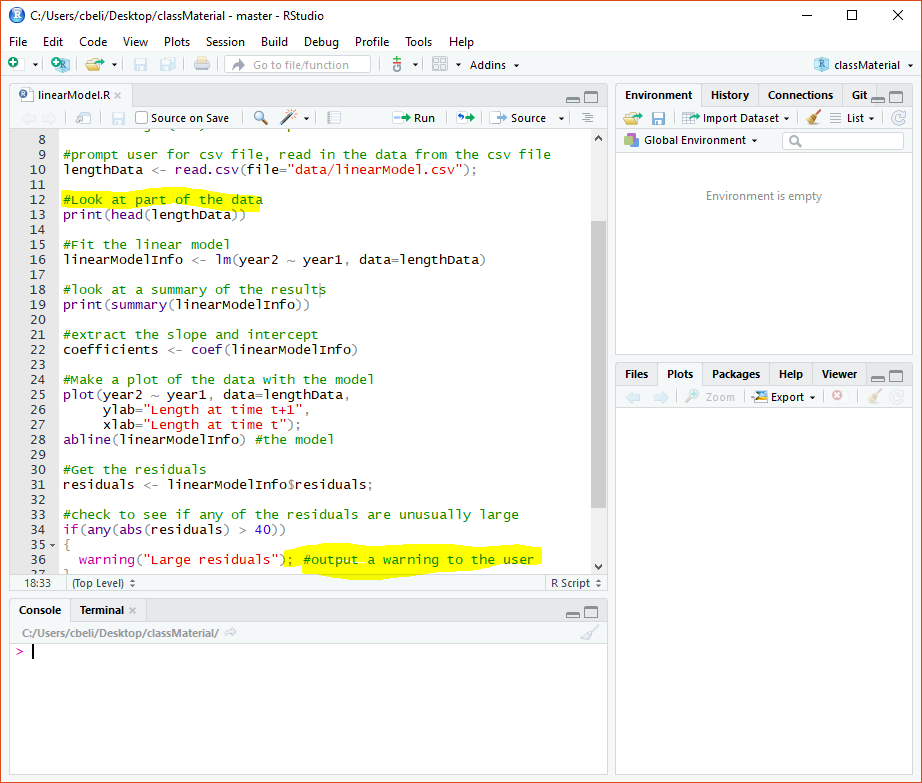 C:/Users/cbeli/Desktop/classMaterial - master - RStudio
File Edit Code View Plots Session Build Debug Profile Tools Help
Go to file/function Addins classMaterial
linearModel.R
Source on Save Run Source
8
9 #prompt user for csv file, read in the data from the csv file
10 lengthData <- read.csv(file="data/linearModel.csv");
11
12 #Look at part of the data
13 print(head(lengthData))
14
15 #Fit the linear model
16 linearModelInfo <- lm(year2 ~ year1, data=lengthData)
17
18 #look at a summary of the results
19 print(summary(linearModelInfo))
20
21 #extract the slope and intercept
22 coefficients <- coef(linearModelInfo)
23
24 #Make a plot of the data with the model
25 plot(year2 ~ year1, data=lengthData,
26      ylab="Length at time t+1",
27      xlab="Length at time t");
28 abline(linearModelInfo) #the model
29
30 #Get the residuals
31 residuals <- linearModelInfo$residuals;
32
33 #check to see if any of the residuals are unusually large
34 if(any(abs(residuals) > 40))
35 {
36   warning("Large residuals"); #output a warning to the user
37 }
18:33 (Top Level) R Script
Console Terminal
C:/Users/cbeli/Desktop/classMaterial/
>
Environment History Connections Git
Import Dataset List
Global Environment
Environment is empty
Files Plots Packages Help Viewer
Zoom Export